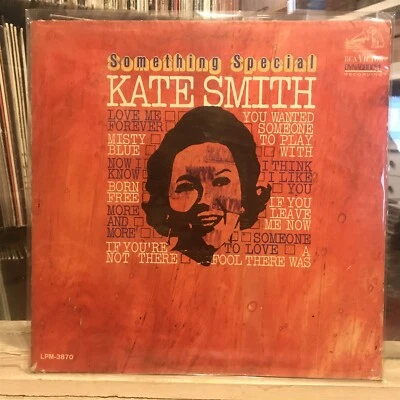 Something Special
KATE SMITH
RCA VICTOR
DYNAGROOVE
LOVE ME
FOREVER
MISTY
BLUE
NOW I
KNOW
BORN
FREE
MORE
AND
MORE
IF YOU'RE
NOT THERE
YOU WANTED
SOMEONE
TO PLAY
WITH
I THINK
I LIKE
YOU
IF YOU
LEAVE
ME NOW
SOMEONE
TO LOVE
A
FOOL THERE WAS
LPM-3870